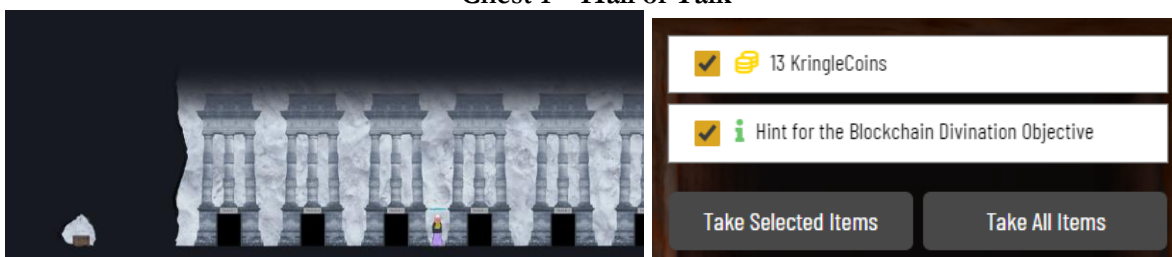 13 KringleCoins
Hint for the Blockchain Divination Objective
Take Selected Items
Take All Items